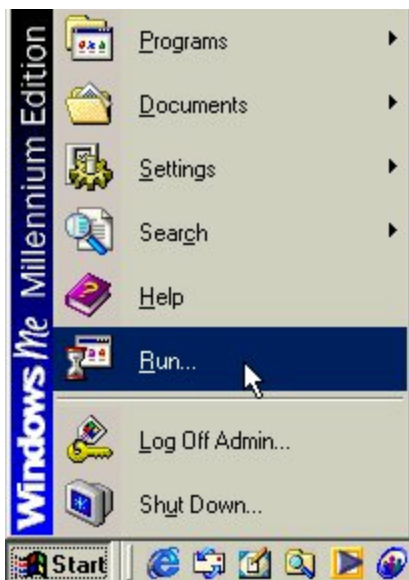 Windows Me Millennium Edition
Programs
Documents
Settings
Search
Help
Run...
Log Off Admin...
Shut Down...
Start